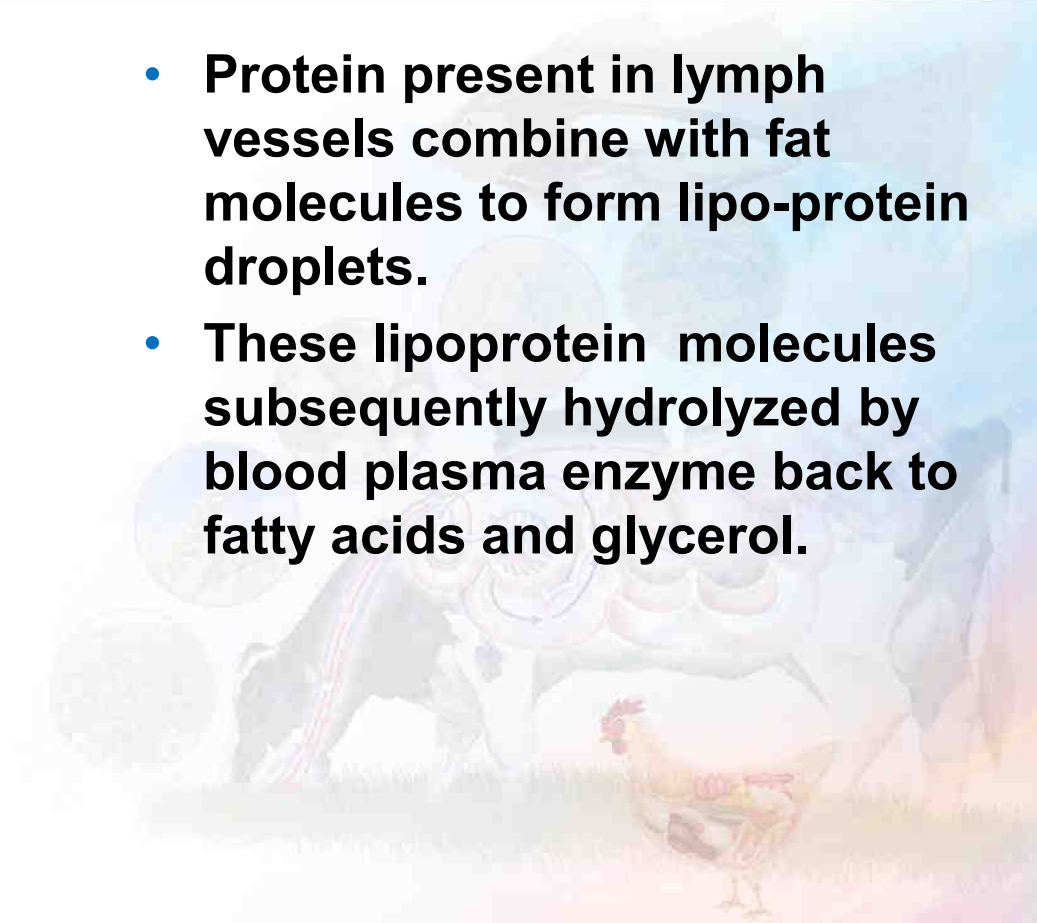 • Protein present in lymph
vessels combine with fat
molecules to form lipo-protein
droplets.
• These lipoprotein  molecules
subsequently hydrolyzed by
blood plasma enzyme back to
fatty acids and glycerol.